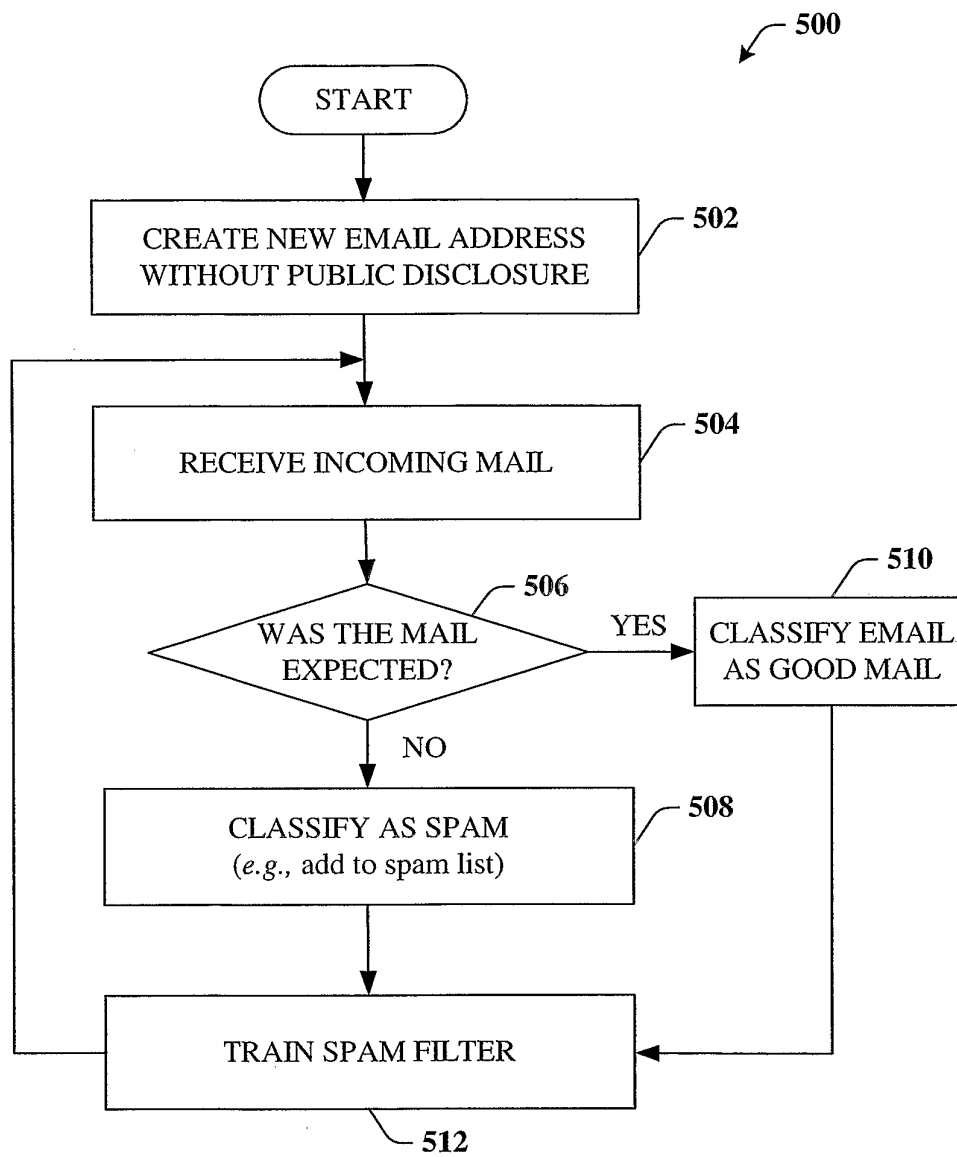 500
START
CREATE NEW EMAIL ADDRESS
WITHOUT PUBLIC DISCLOSURE
502
RECEIVE INCOMING MAIL
504
WAS THE MAIL
EXPECTED?
506
YES
CLASSIFY EMAIL
AS GOOD MAIL
510
NO
CLASSIFY AS SPAM
(e.g., add to spam list)
508
TRAIN SPAM FILTER
512